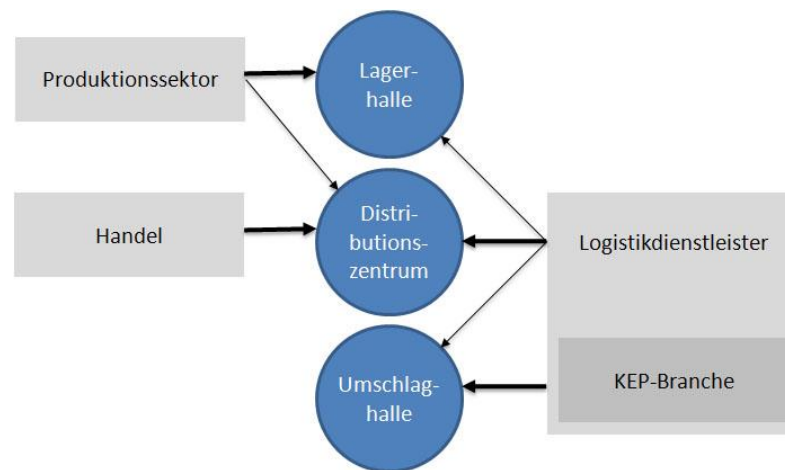 Produktionssektor
Lager-
halle
Handel
Distri-
butions-
zentrum
Logistikdienstleister
Umschlag-
halle
KEP-Branche